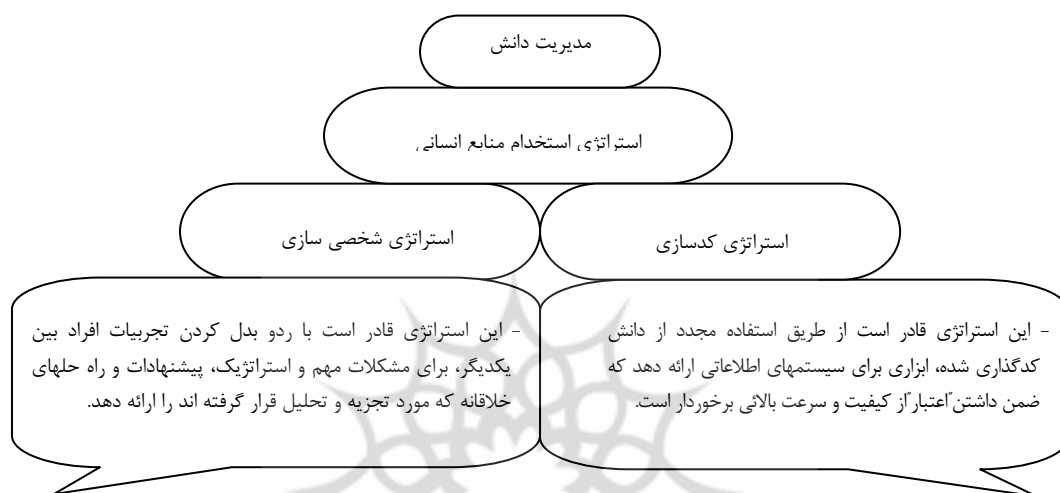 مدیریت دانش
استراتژی استخدام منابع انسانی
استراتژی کدسازی
استراتژی شخصی سازی
- این استراتژی قادر است از طریق استفاده مجدد از دانش
کدگذاری شده، ابزاری برای سیستمهای اطلاعاتی ارائه دهد که
ضمن داشتن "اعتبار" از کیفیت و سرعت بالائی برخوردار است.
- این استراتژی قادر است با ردو بدل کردن تجربیات افراد بین
یکدیگر، برای مشکلات مهم و استراتژیک، پیشنهادات و راه حلهای
خلاقانه که مورد تجزیه و تحلیل قرار گرفته اند را ارائه دهد.